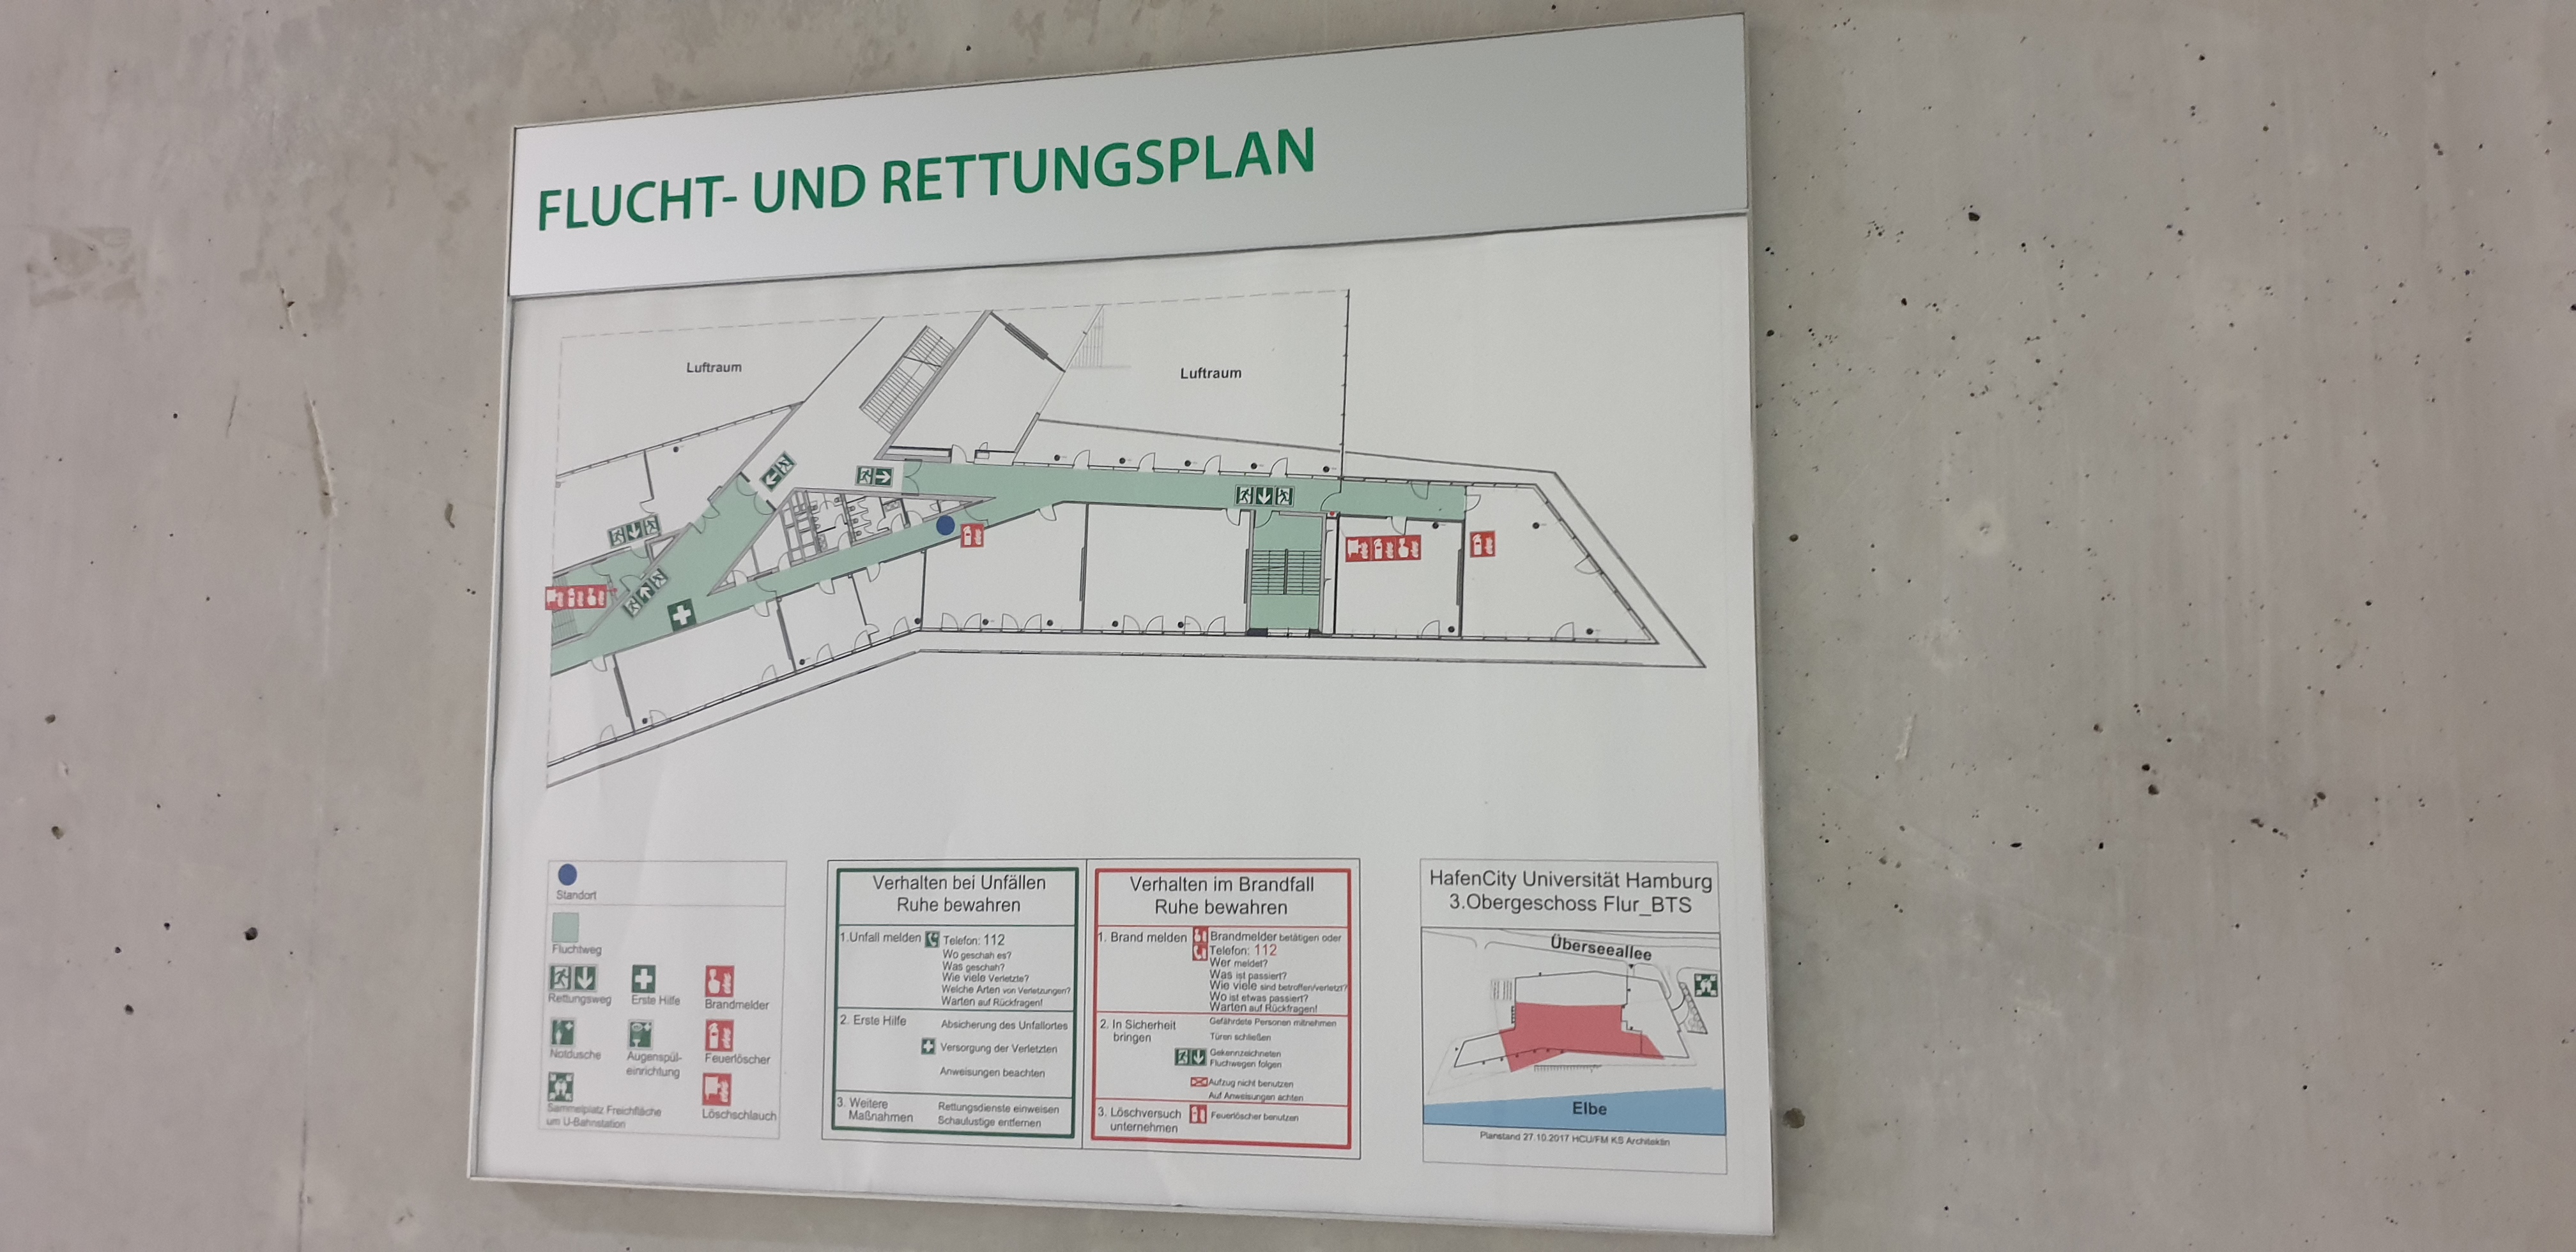 FLUCHT- UND RETTUNGSPLAN
Luftraum
Luftraum
Standort
Fluchtweg
Rettungsweg
Erste Hilfe
Brandmelder
Notdusche
Augenspül-
einrichtung
Feuerlöscher
Sammelplatz Freichfläche
um U-Bahnstation
Löschschlauch
Verhalten bei Unfällen
Ruhe bewahren
1.Unfall melden Telefon: 112
Wo geschah es?
Was geschah?
Wie viele Verletzte?
Welche Arten von Verletzungen?
Warten auf Rückfragen!
2. Erste Hilfe Absicherung des Unfallortes
Versorgung der Verletzten
Anweisungen beachten
3. Weitere Maßnahmen
Rettungsdienste einweisen
Schaulustige entfernen
Verhalten im Brandfall
Ruhe bewahren
1. Brand melden Brandmelder betätigen oder
Telefon: 112
Wer meldet?
Was ist passiert?
Wie viele sind betroffen/verletzt?
Wo ist etwas passiert?
Warten auf Rückfragen!
2. In Sicherheit bringen
Gefährdete Personen mitnehmen
Türen schließen
Gekennzeichneten
Fluchwegen folgen
Aufzug nicht benutzen
Auf Anweisungen achten
3. Löschversuch unternehmen
Feuerlöscher benutzen
HafenCity Universität Hamburg
3.Obergeschoss Flur_BTS
Überseeallee
Elbe
Planstand 27.10.2017 HCU/FM KS Architektin